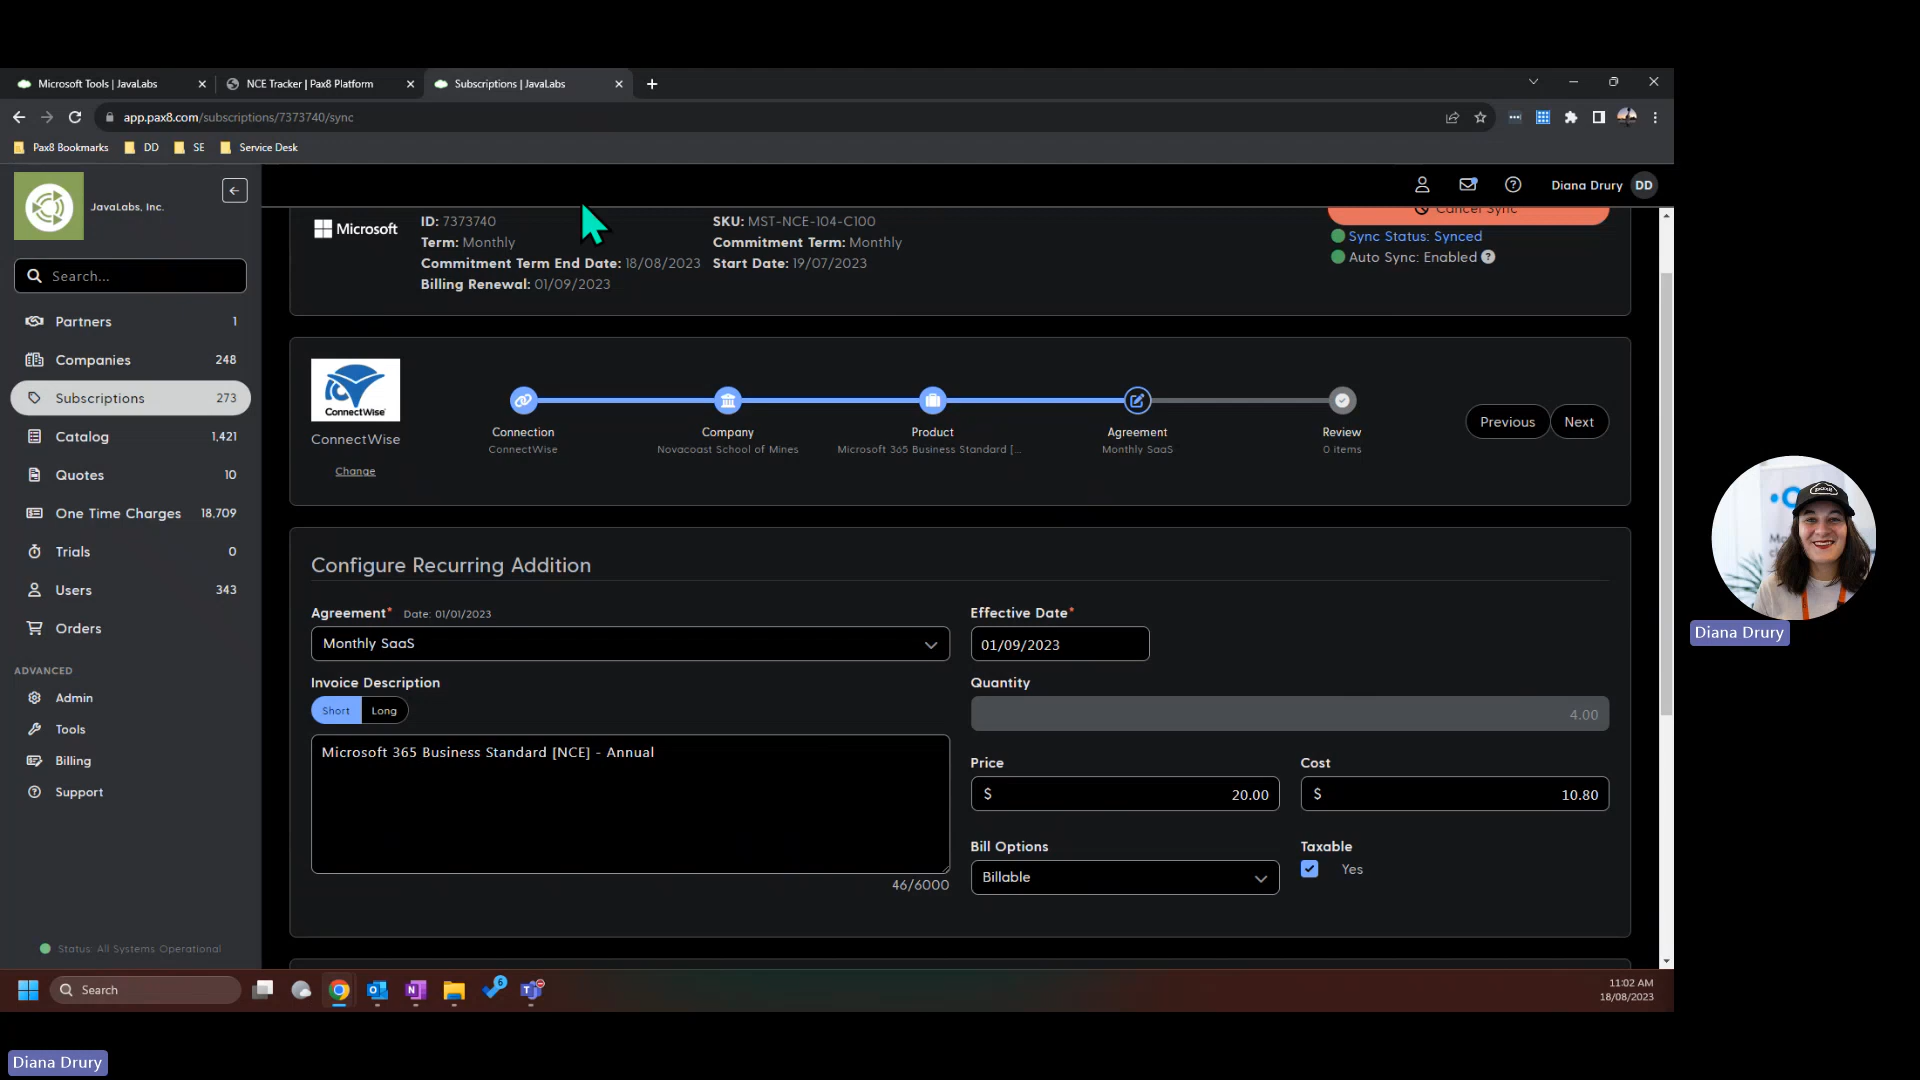 Microsoft Tools | JavaLabs
NCE Tracker | Pax8 Platform
Subscriptions | JavaLabs
app.pax8.com/subscriptions/7373740/sync
Pax8 Bookmarks
DD
SE
Service Desk
JavaLabs, Inc.
Diana Drury
DD
Search...
Partners 1
Companies 248
Subscriptions 273
Catalog 1,421
Quotes 10
One Time Charges 18,709
Trials 0
Users 343
Orders
ADVANCED
Admin
Tools
Billing
Support
Status: All Systems Operational
Microsoft
ID: 7373740
Term: Monthly
Commitment Term End Date: 18/08/2023
Billing Renewal: 01/09/2023
SKU: MST-NCE-104-C100
Commitment Term: Monthly
Start Date: 19/07/2023
Cancel Sync
Sync Status: Synced
Auto Sync: Enabled ?
ConnectWise
ConnectWise
Change
Connection
ConnectWise
Company
Novacoast School of Mines
Product
Microsoft 365 Business Standard [...
Agreement
Monthly SaaS
Review
0 items
Previous
Next
Configure Recurring Addition
Agreement* Date: 01/01/2023
Monthly SaaS
Effective Date*
01/09/2023
Invoice Description
Short
Long
Microsoft 365 Business Standard [NCE] - Annual
46/6000
Quantity
4.00
Price
$ 20.00
Cost
$ 10.80
Bill Options
Billable
Taxable
Yes
Search
6
11:02 AM
18/08/2023
Diana Drury
Diana Drury